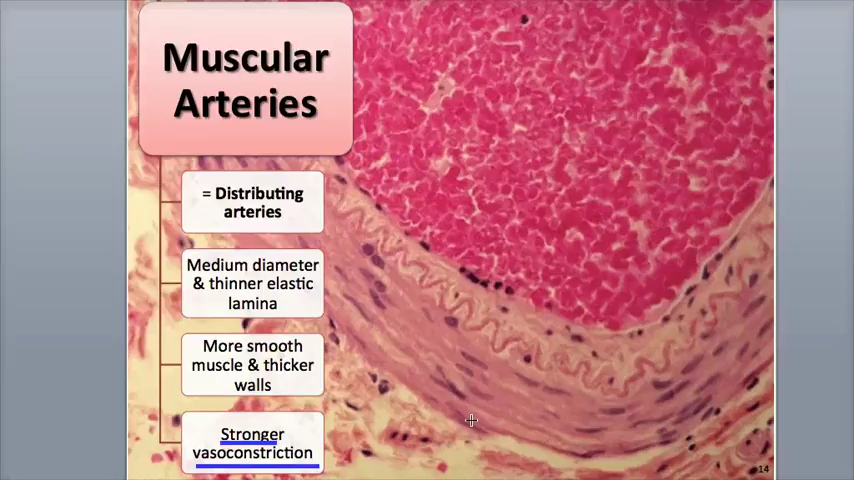 Muscular
Arteries
= Distributing
arteries
Medium diameter
& thinner elastic
lamina
More smooth
muscle & thicker
walls
Stronger
vasoconstriction
14